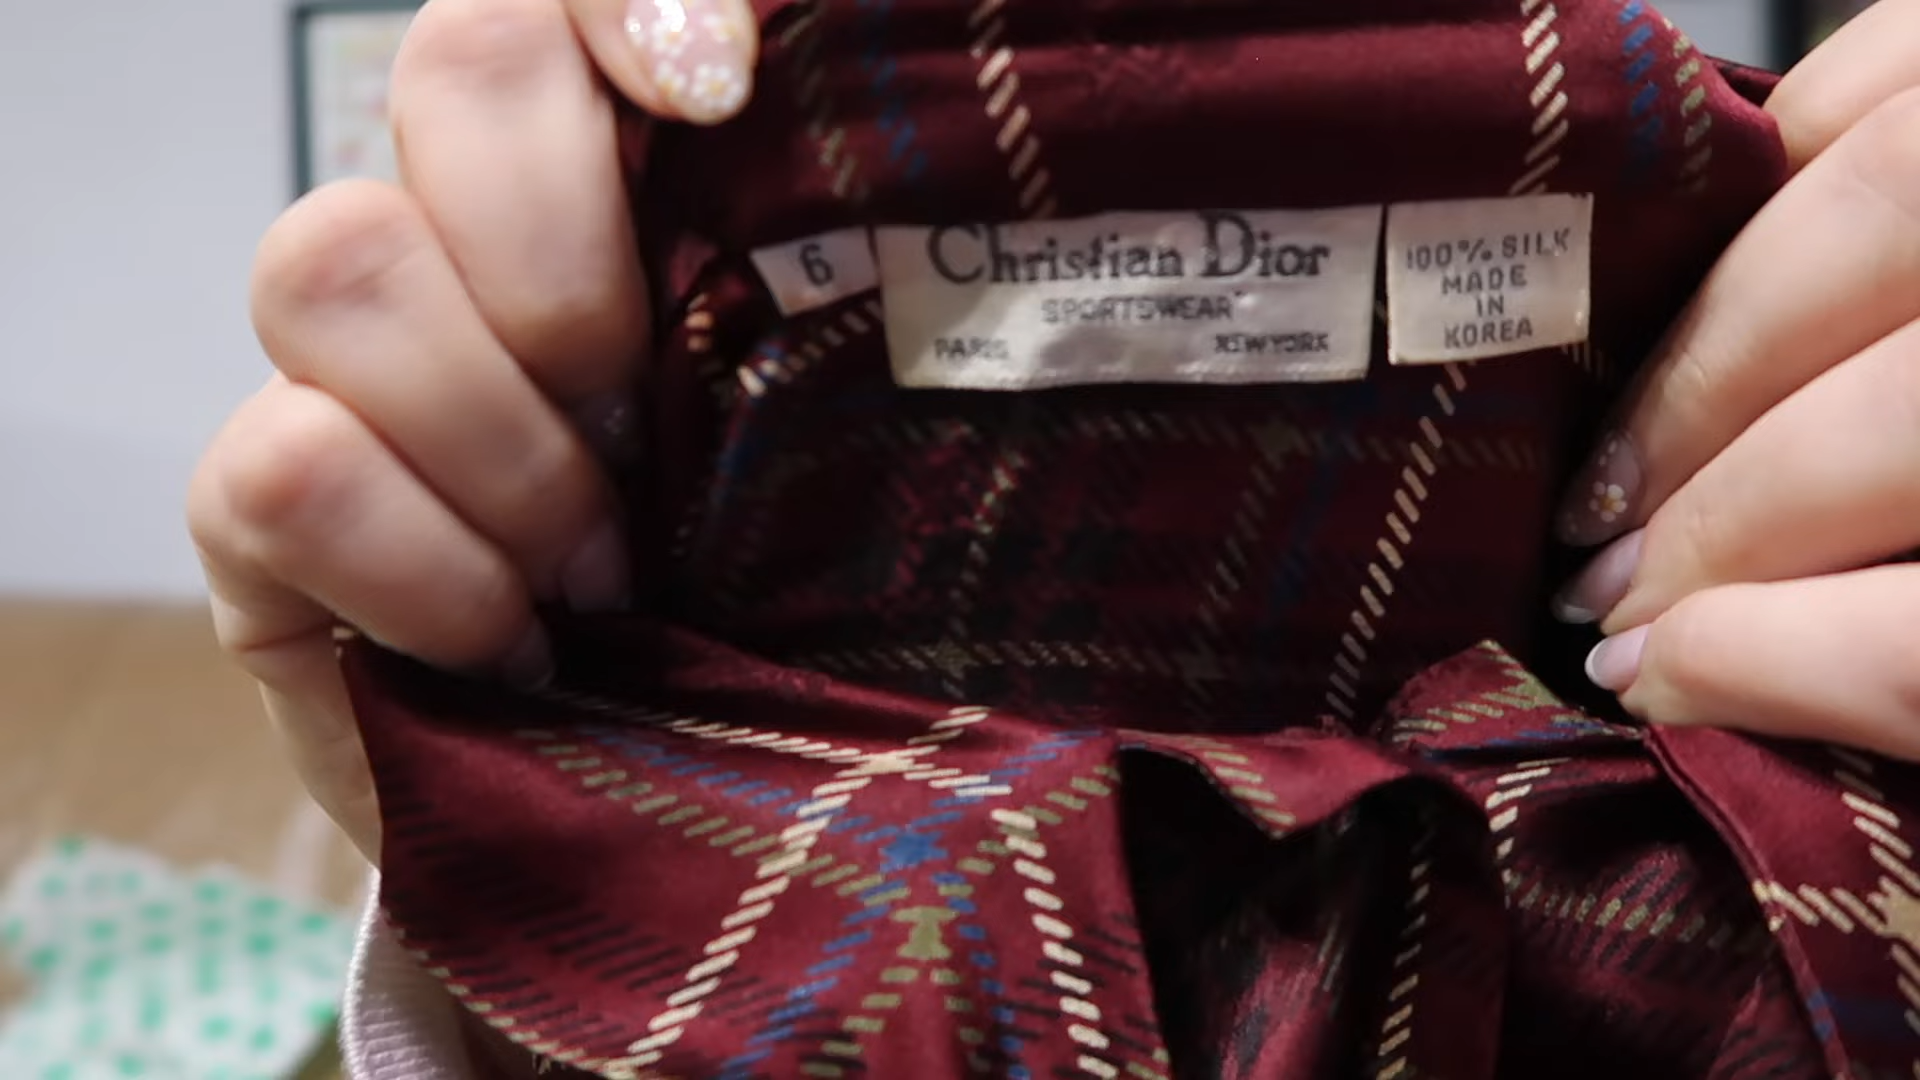 6
Christian Dior
SPORTSWEAR
PARIS NEW YORK
100% SILK
MADE
IN
KOREA